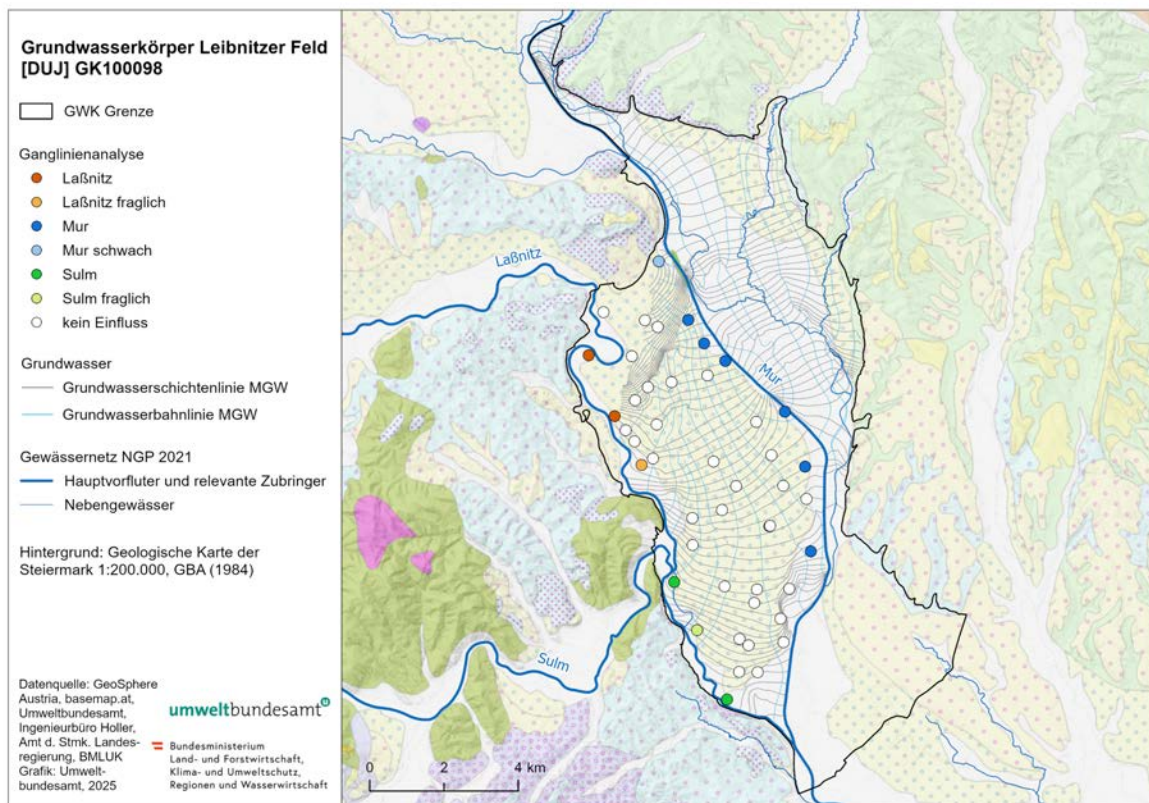 Grundwasserkörper Leibnitzer Feld
[DUJ] GK100098
GWK Grenze
Ganglinienanalyse
Laßnitz
Laßnitz fraglich
Mur
Mur schwach
Sulm
Sulm fraglich
kein Einfluss
Grundwasser
Grundwasserschichtenlinie MGW
Grundwasserbahnlinie MGW
Gewässernetz NGP 2021
Hauptvorfluter und relevante Zubringer
Nebengewässer
Hintergrund: Geologische Karte der
Steiermark 1:200.000, GBA (1984)
Datenquelle: GeoSphere
Austria, basemap.at,
Umweltbundesamt,
Ingenieurbüro Holler,
Amt d. Stmk. Landes-
regierung, BMLUK
Grafik: Umwelt-
bundesamt, 2025
umweltbundesamt
Bundesministerium
Land- und Forstwirtschaft,
Klima- und Umweltschutz,
Regionen und Wasserwirtschaft
Laßnitz
Mur
Sulm
0 2 4 km